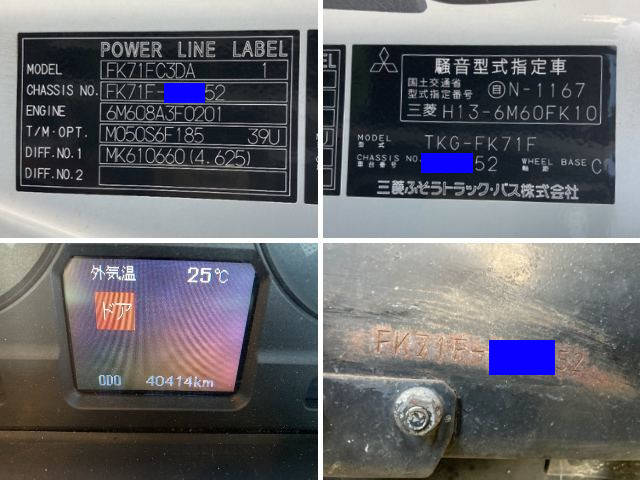 POWER LINE LABEL
MODEL FK71FC3DA 1
CHASSIS NO. FK71F- 52
ENGINE 6M608A3F0201
T/M・OPT. M050S6F185 39U
DIFF.NO.1 MK610660(4.625)
DIFF.NO.2
騒音型式指定車
国土交通省
型式指定番号 自N-1167
三菱 H13-6M60FK10
MODEL
型式 TKG-FK71F
CHASSIS NO. 52 WHEEL BASE C
車台番号 軸距
三菱ふそうトラック・バス株式会社
外気温 25℃
ドア
ODO 40414km
FK71F- 52